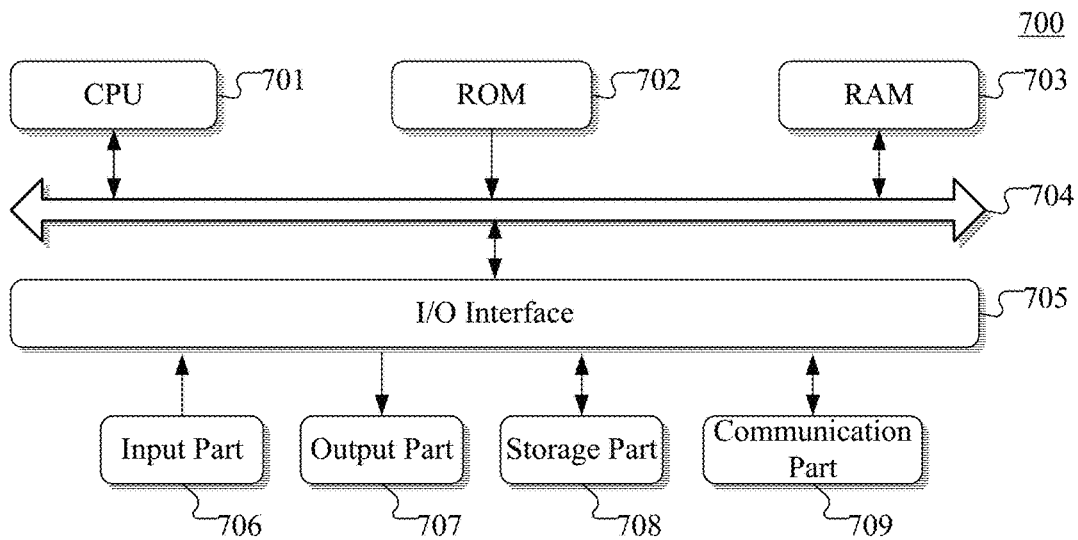 700
CPU
701
ROM
702
RAM
703
704
I/O Interface
705
Input Part
Output Part
Storage Part
Communication
Part
706
707
708
709